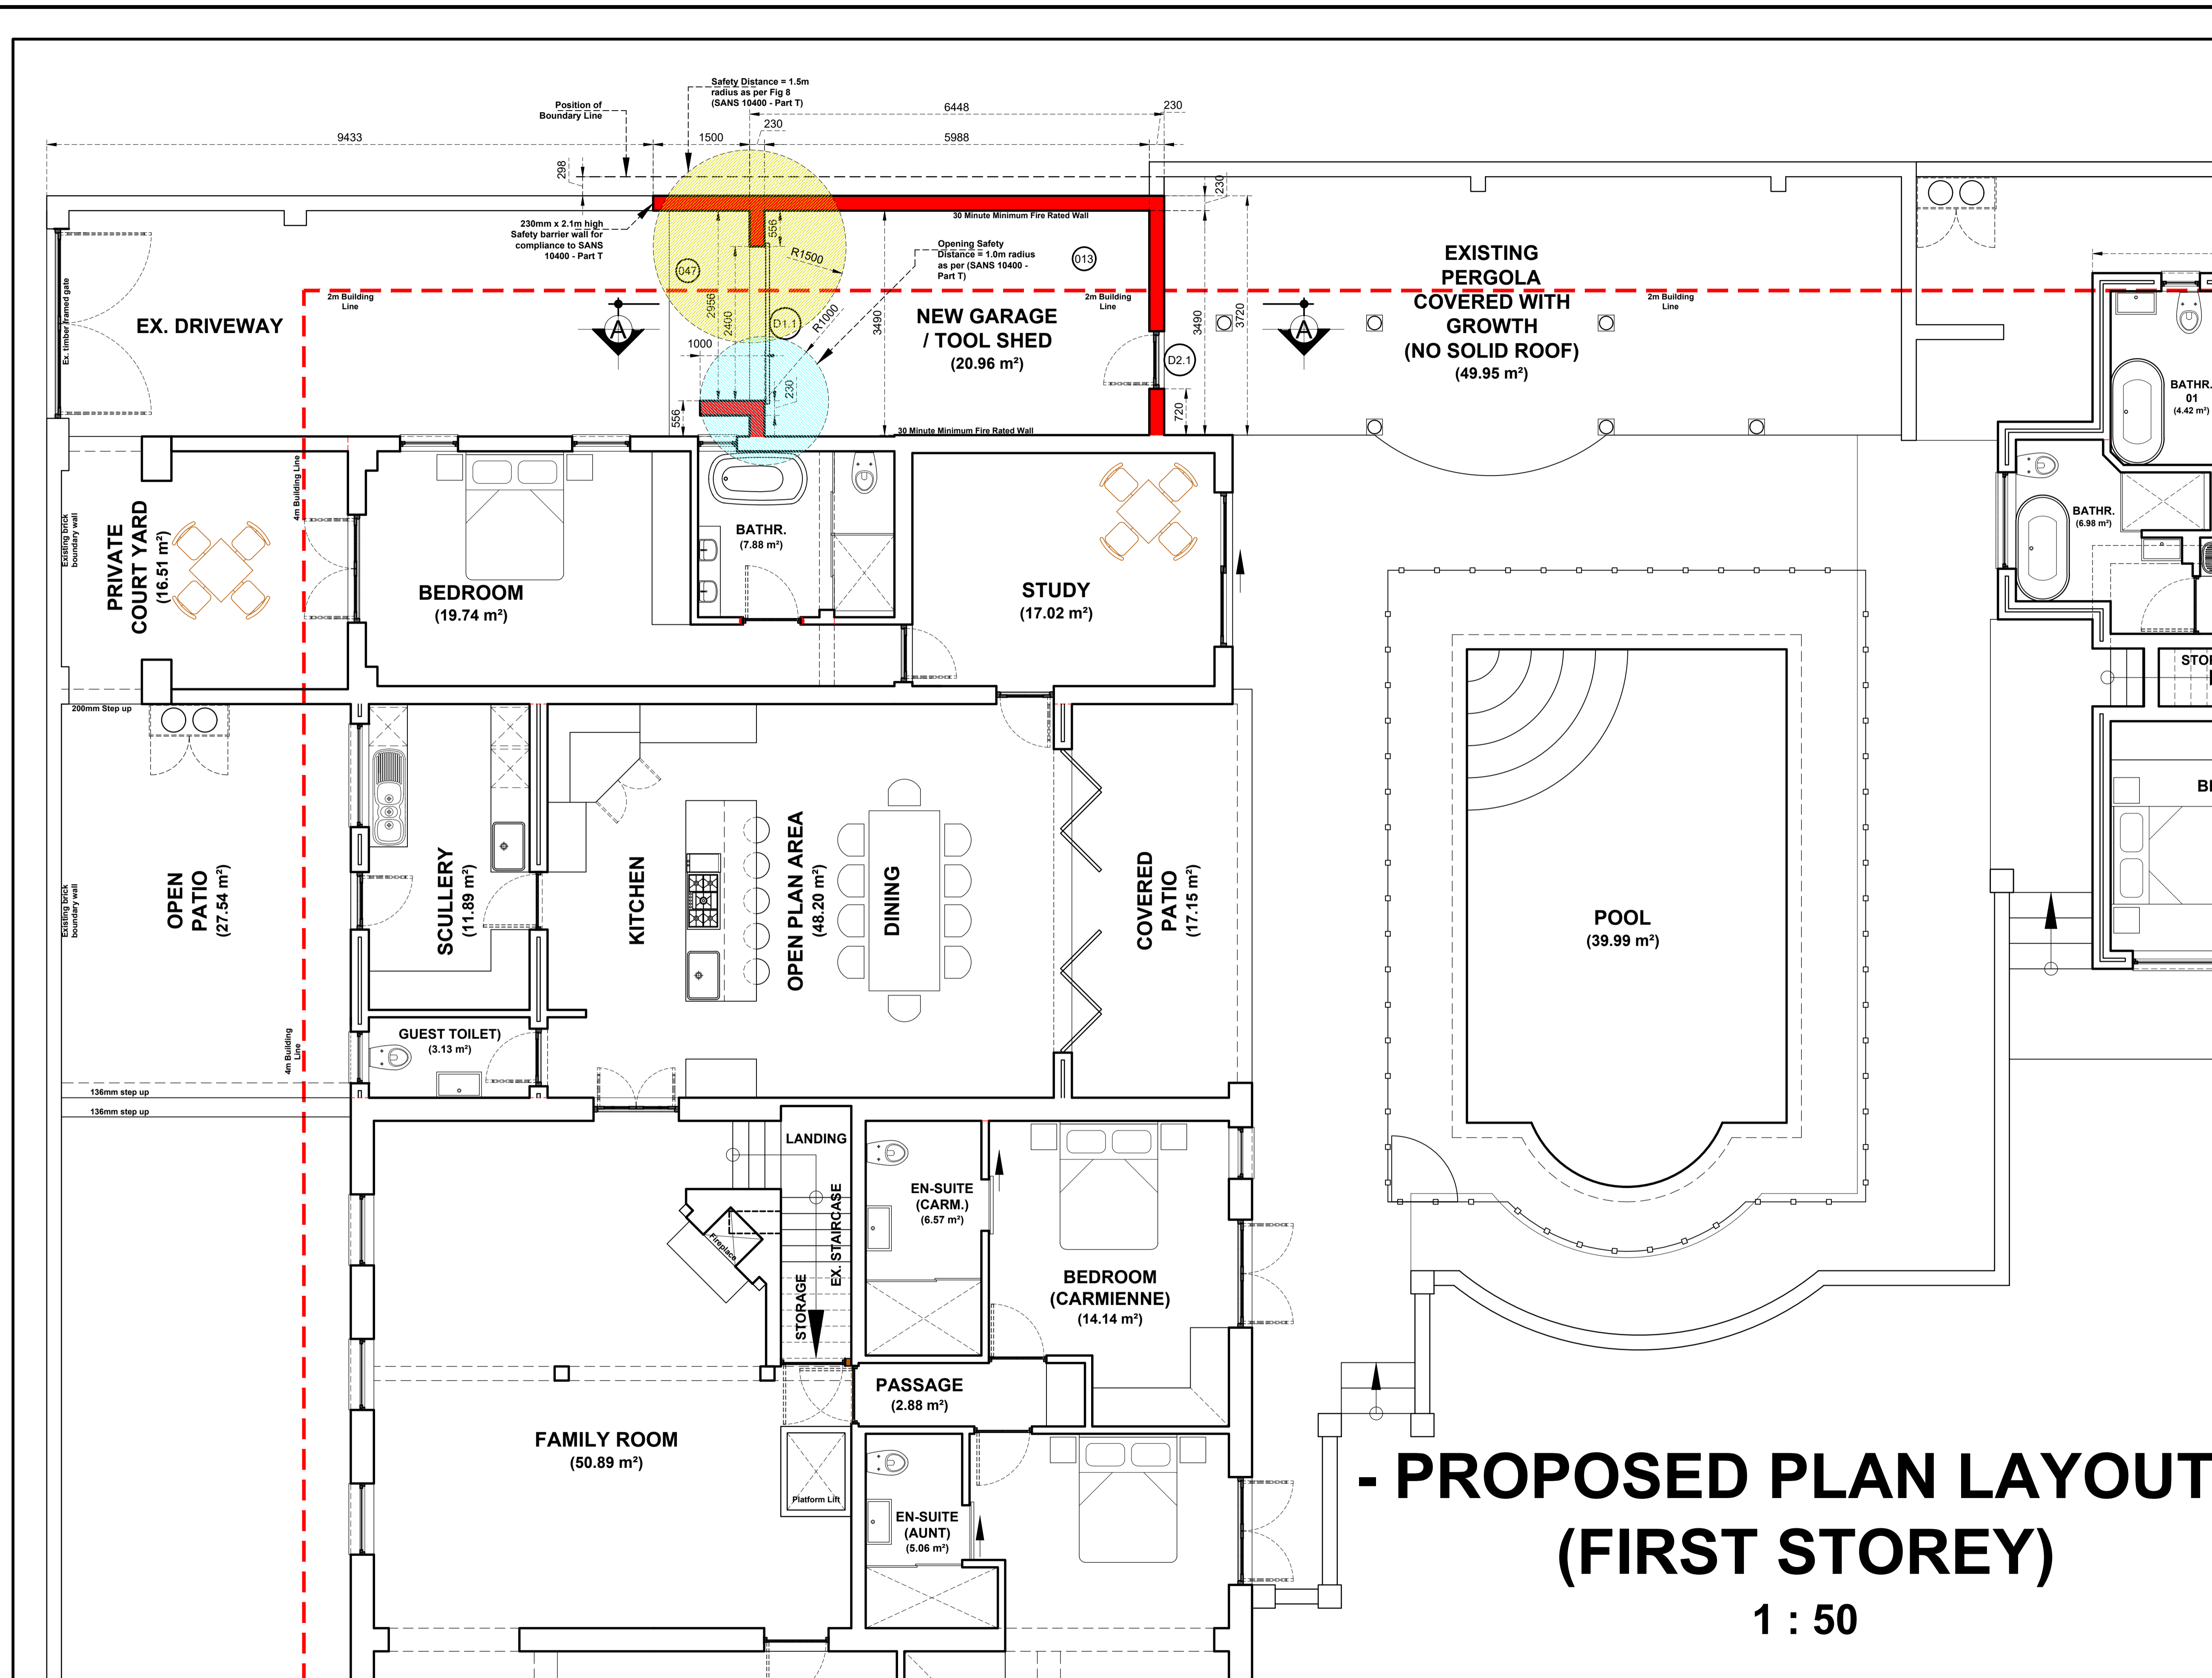 Safety Distance = 1.5m
radius as per Fig 8
(SANS 10400 - Part T)
Position of
Boundary Line
6448
230
230
9433
1500
5988
298
230
230mm x 2.1m high
Safety barrier wall for
compliance to SANS
10400 - Part T
30 Minute Minimum Fire Rated Wall
556
R1500
Opening Safety
Distance = 1.0m radius
as per (SANS 10400 -
Part T)
047
013
Ex. timber framed gate
2m Building
Line
2m Building
Line
2m Building
Line
EX. DRIVEWAY
A
2956
2400
D1.1
R1000
1000
230
556
3490
NEW GARAGE
/ TOOL SHED
(20.96 m²)
3490
3720
D2.1
720
A
30 Minute Minimum Fire Rated Wall
EXISTING
PERGOLA
COVERED WITH
GROWTH
(NO SOLID ROOF)
(49.95 m²)
BATHR.
01
(4.42 m²)
BATHR.
(6.98 m²)
4m Building Line
Existing brick
boundary wall
PRIVATE
COURT YARD
(16.51 m²)
BEDROOM
(19.74 m²)
BATHR.
(7.88 m²)
STUDY
(17.02 m²)
200mm Step up
Existing brick
boundary wall
OPEN
PATIO
(27.54 m²)
SCULLERY
(11.89 m²)
KITCHEN
OPEN PLAN AREA
(48.20 m²)
DINING
COVERED
PATIO
(17.15 m²)
POOL
(39.99 m²)
4m Building
Line
GUEST TOILET)
(3.13 m²)
136mm step up
136mm step up
LANDING
EX. STAIRCASE
STORAGE
Fireplace
EN-SUITE
(CARM.)
(6.57 m²)
BEDROOM
(CARMIENNE)
(14.14 m²)
PASSAGE
(2.88 m²)
FAMILY ROOM
(50.89 m²)
Platform Lift
EN-SUITE
(AUNT)
(5.06 m²)
- PROPOSED PLAN LAYOUT
(FIRST STOREY)
1 : 50